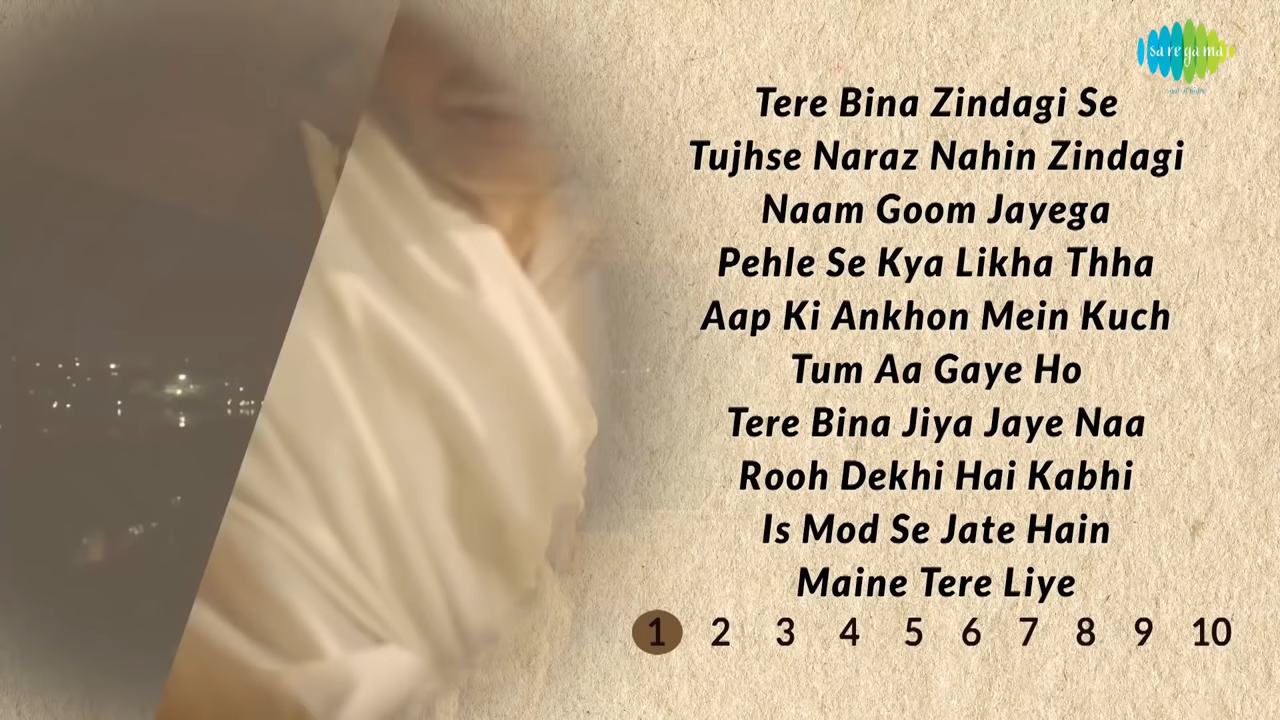 sa re ga ma
Tere Bina Zindagi Se
Tujhse Naraz Nahin Zindagi
Naam Goom Jayega
Pehle Se Kya Likha Thha
Aap Ki Ankhon Mein Kuch
Tum Aa Gaye Ho
Tere Bina Jiya Jaye Naa
Rooh Dekhi Hai Kabhi
Is Mod Se Jate Hain
Maine Tere Liye
1 2 3 4 5 6 7 8 9 10